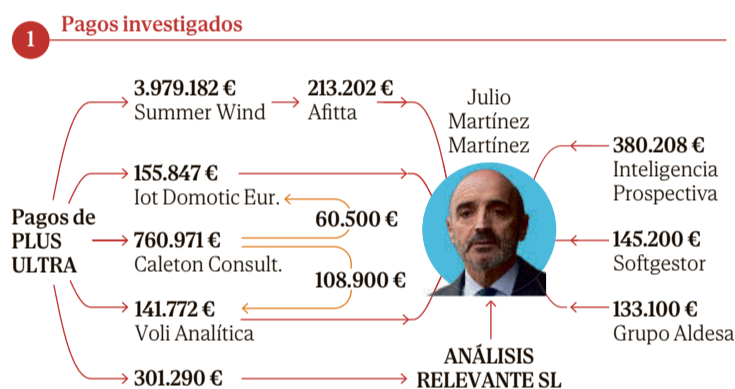 1
Pagos investigados
Pagos de
PLUS
ULTRA
3.979.182 €
Summer Wind
213.202 €
Afitta
155.847 €
Iot Domotic Eur.
60.500 €
760.971 €
Caleton Consult.
108.900 €
141.772 €
Voli Analítica
301.290 €
Julio
Martínez
Martínez
ANÁLISIS
RELEVANTE SL
380.208 €
Inteligencia
Prospectiva
145.200 €
Softgestor
133.100 €
Grupo Aldesa